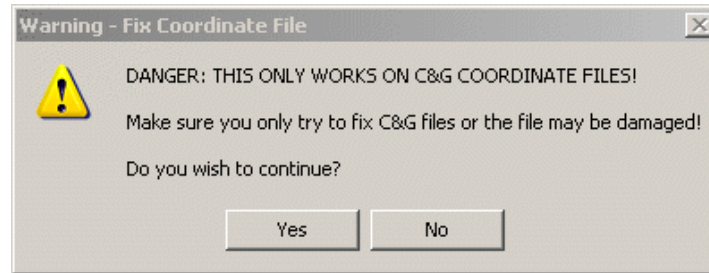 Warning - Fix Coordinate File
DANGER: THIS ONLY WORKS ON C&G COORDINATE FILES!
Make sure you only try to fix C&G files or the file may be damaged!
Do you wish to continue?
Yes No